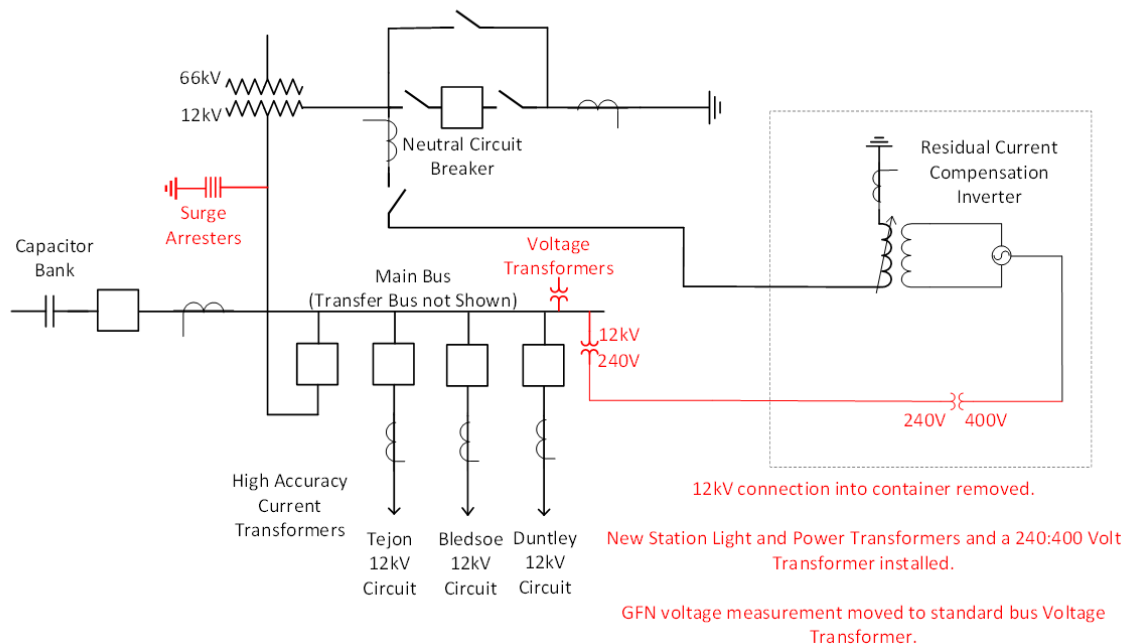 66kV
12kV
Neutral Circuit
Breaker
Residual Current
Compensation
Inverter
Surge
Arresters
Capacitor
Bank
Voltage
Transformers
Main Bus
(Transfer Bus not Shown)
12kV
240V
240V
400V
High Accuracy
Current
Transformers
Tejon
12kV
Circuit
Bledsoe
12kV
Circuit
Duntley
12kV
Circuit
12kV connection into container removed.
New Station Light and Power Transformers and a 240:400 Volt
Transformer installed.
GFN voltage measurement moved to standard bus Voltage
Transformer.